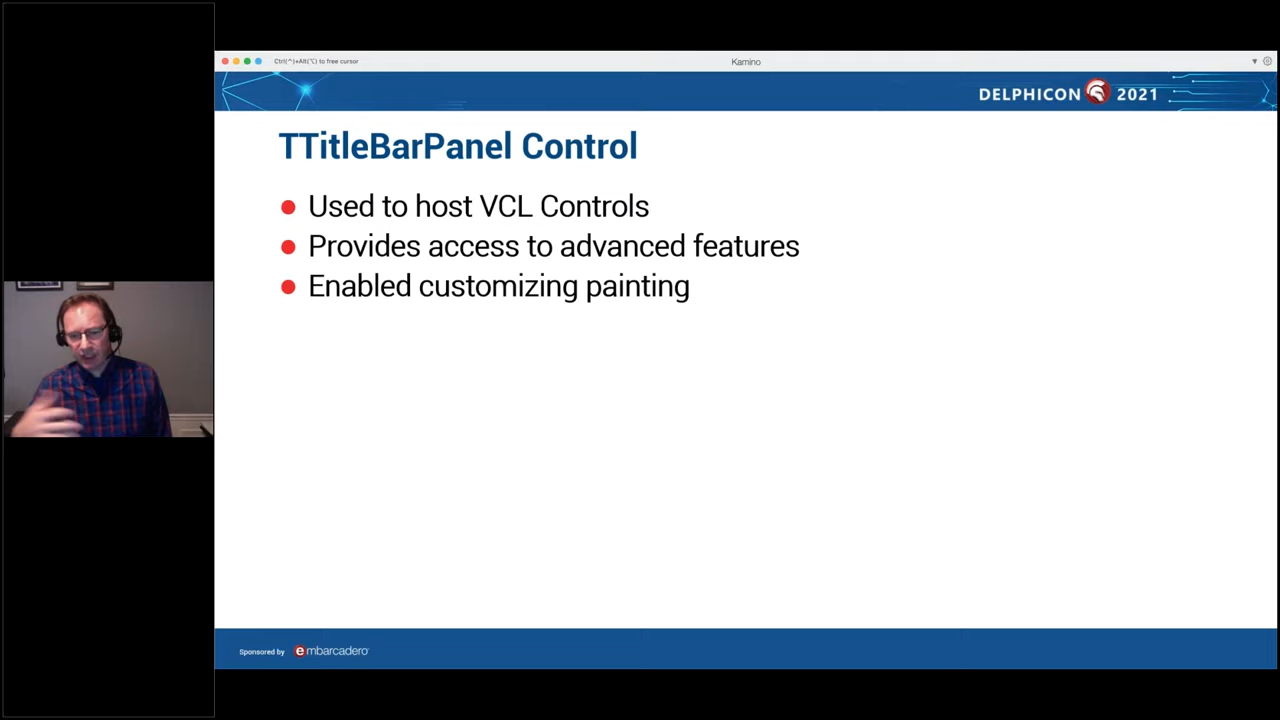 Ctrl(^)+Alt(⌥) to free cursor
Kamino
DELPHICON 2021
TTitleBarPanel Control
Used to host VCL Controls
Provides access to advanced features
Enabled customizing painting
Sponsored by embarcadero